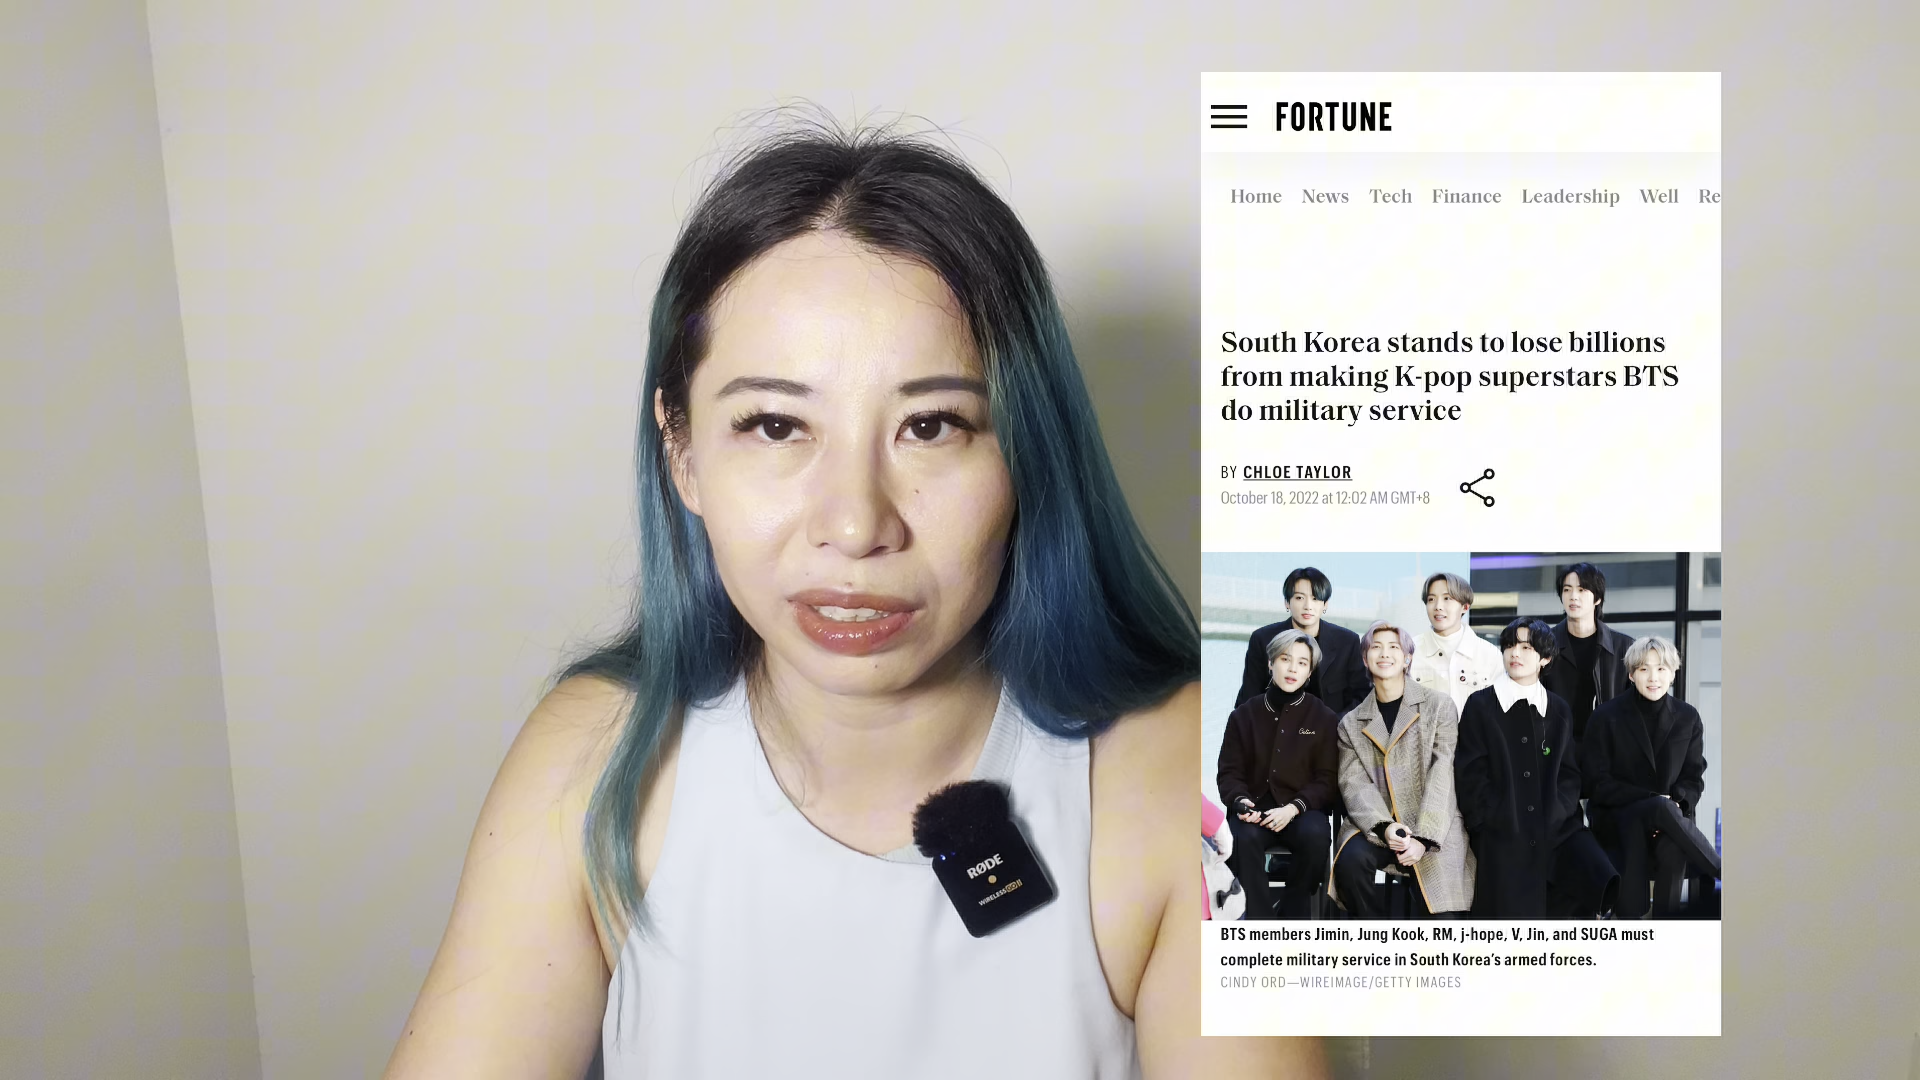 FORTUNE
Home News Tech Finance Leadership Well Re
South Korea stands to lose billions
from making K-pop superstars BTS
do military service
BY CHLOE TAYLOR
October 18, 2022 at 12:02 AM GMT+8
BTS members Jimin, Jung Kook, RM, j-hope, V, Jin, and SUGA must
complete military service in South Korea's armed forces.
CINDY ORD—WIREIMAGE/GETTY IMAGES
RØDE
WIRELESS GO II